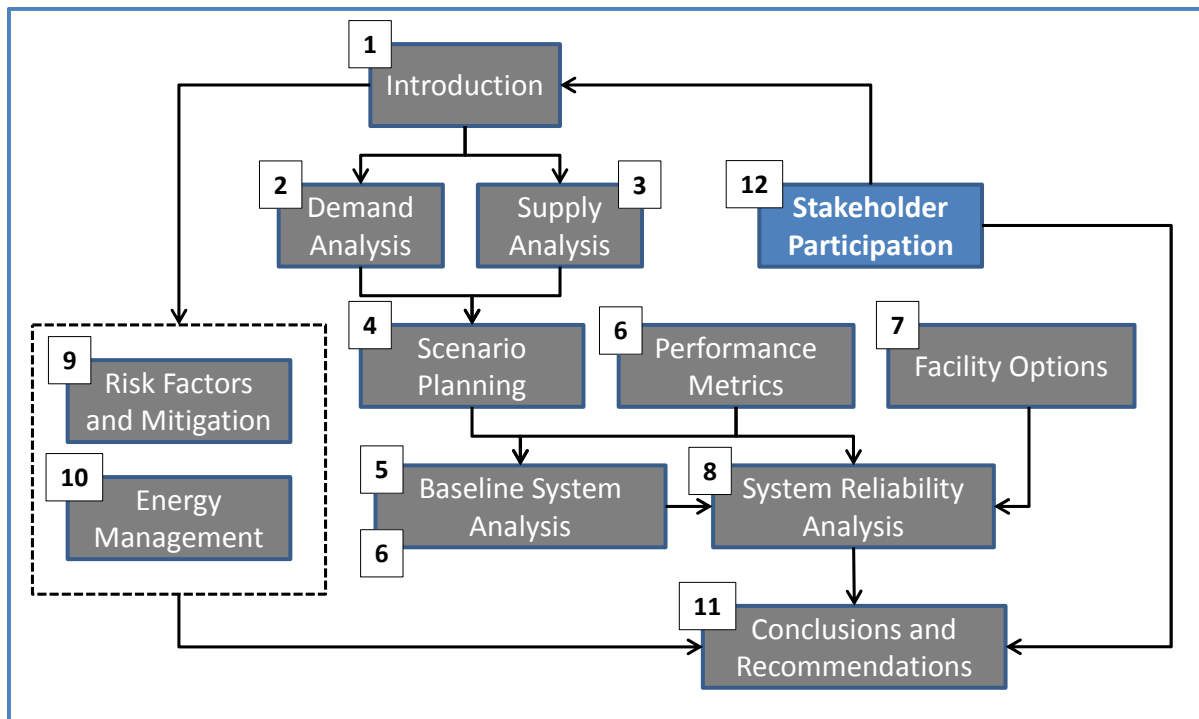 1
Introduction
2
Demand
Analysis
3
Supply
Analysis
12
Stakeholder
Participation
4
Scenario
Planning
6
Performance
Metrics
7
Facility Options
9
Risk Factors
and Mitigation
10
Energy
Management
5
Baseline System
Analysis
6
8
System Reliability
Analysis
11
Conclusions and
Recommendations